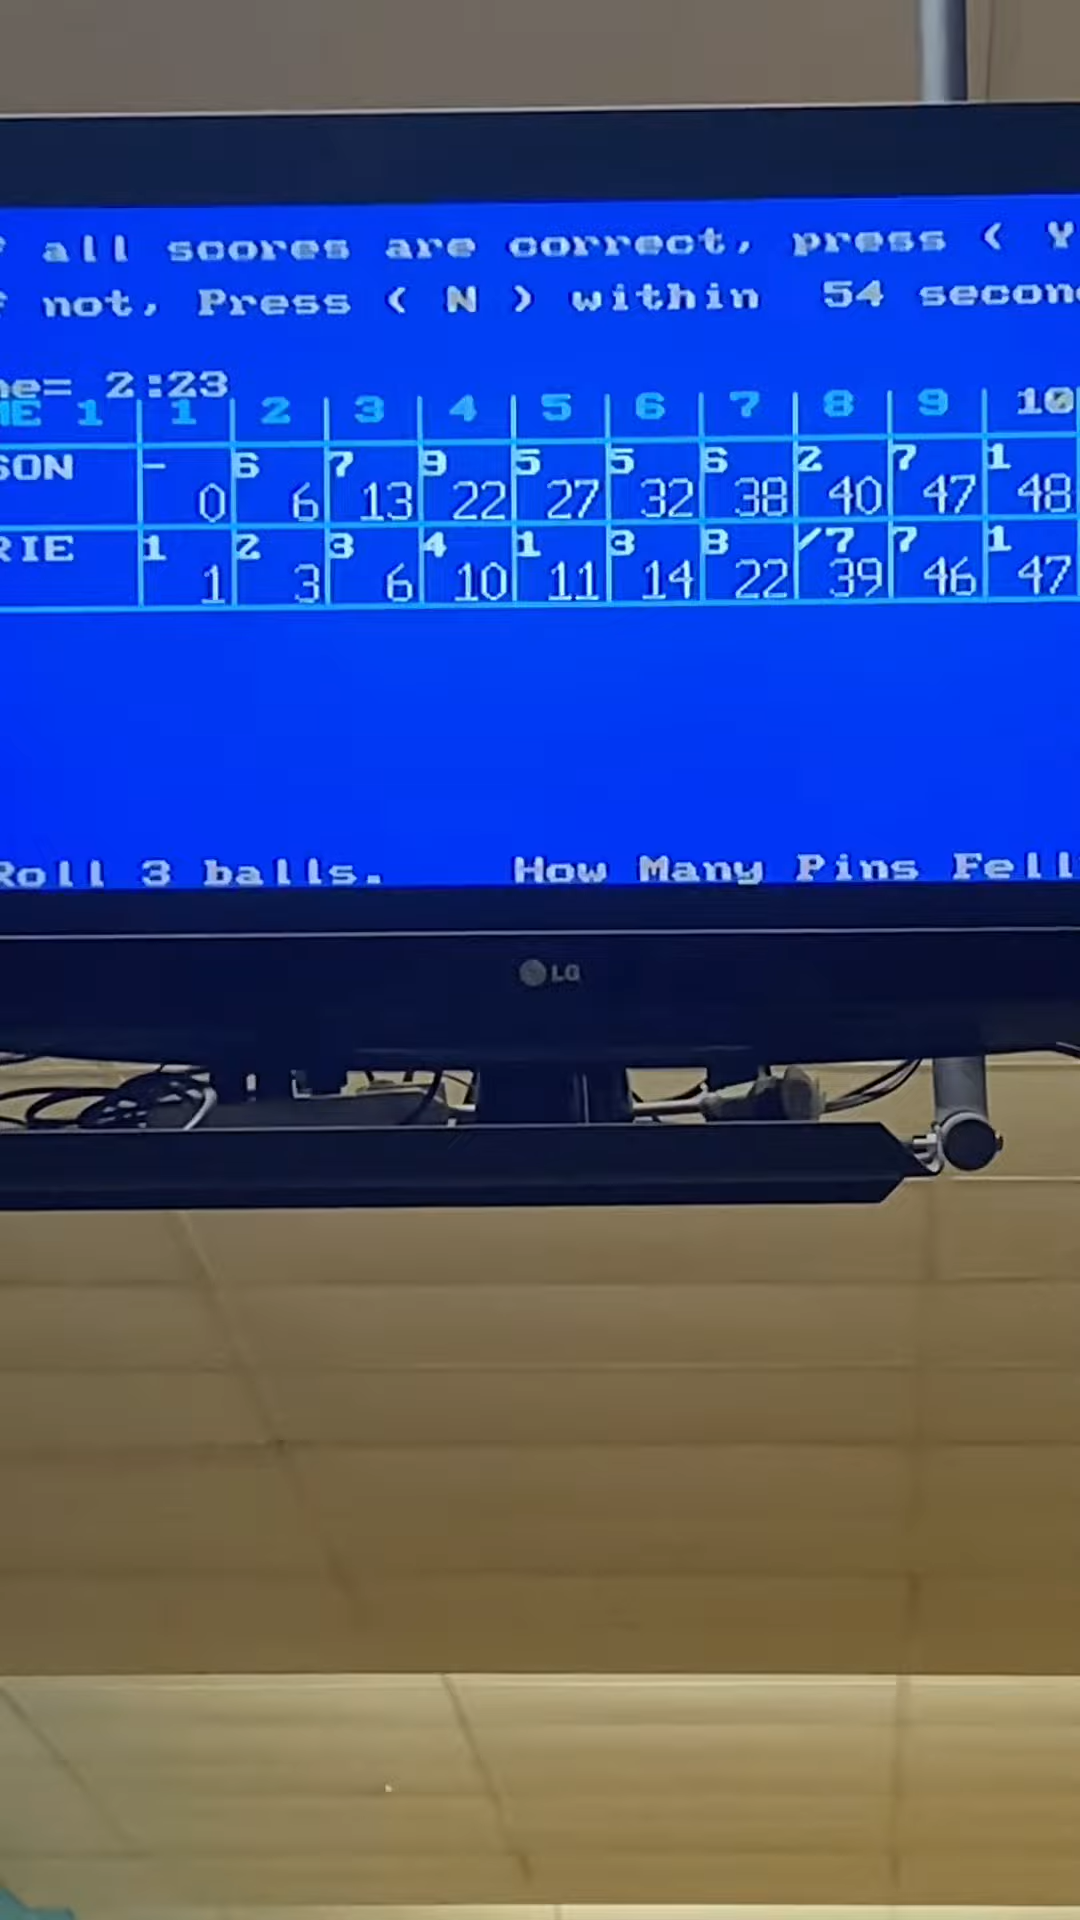 all scores are correct, press ( Y
not, Press ( N ) within 54 secon
e= 2:23
E 1 1 2 3 4 5 6 7 8 9 10
SON - 6 7 9 5 5 6 2 7 1
0 6 13 22 27 32 38 40 47 48
RIE 1 2 3 4 1 3 8 /7 7 1
1 3 6 10 11 14 22 39 46 47
Roll 3 balls. How Many Pins Fell
LG